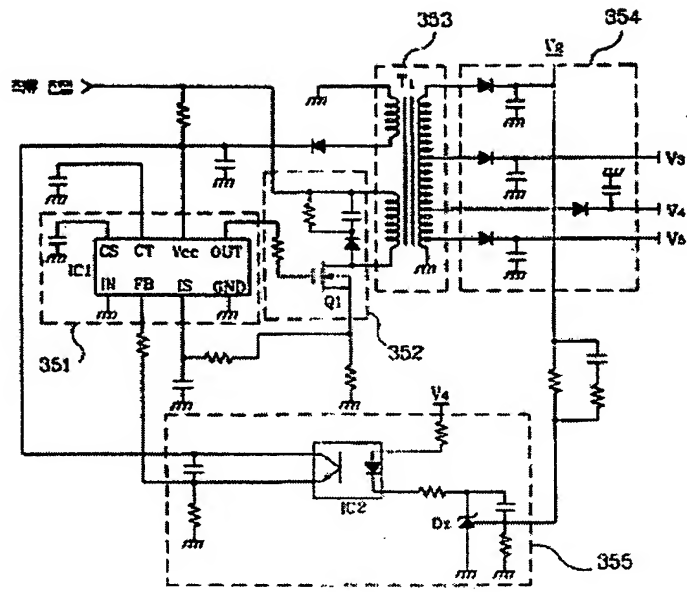 353
354
T1
V3
V4
V5
CS CT Vcc OUT
IC1
IN FB IS GND
Q1
351
352
V4
IC2
Dz
355